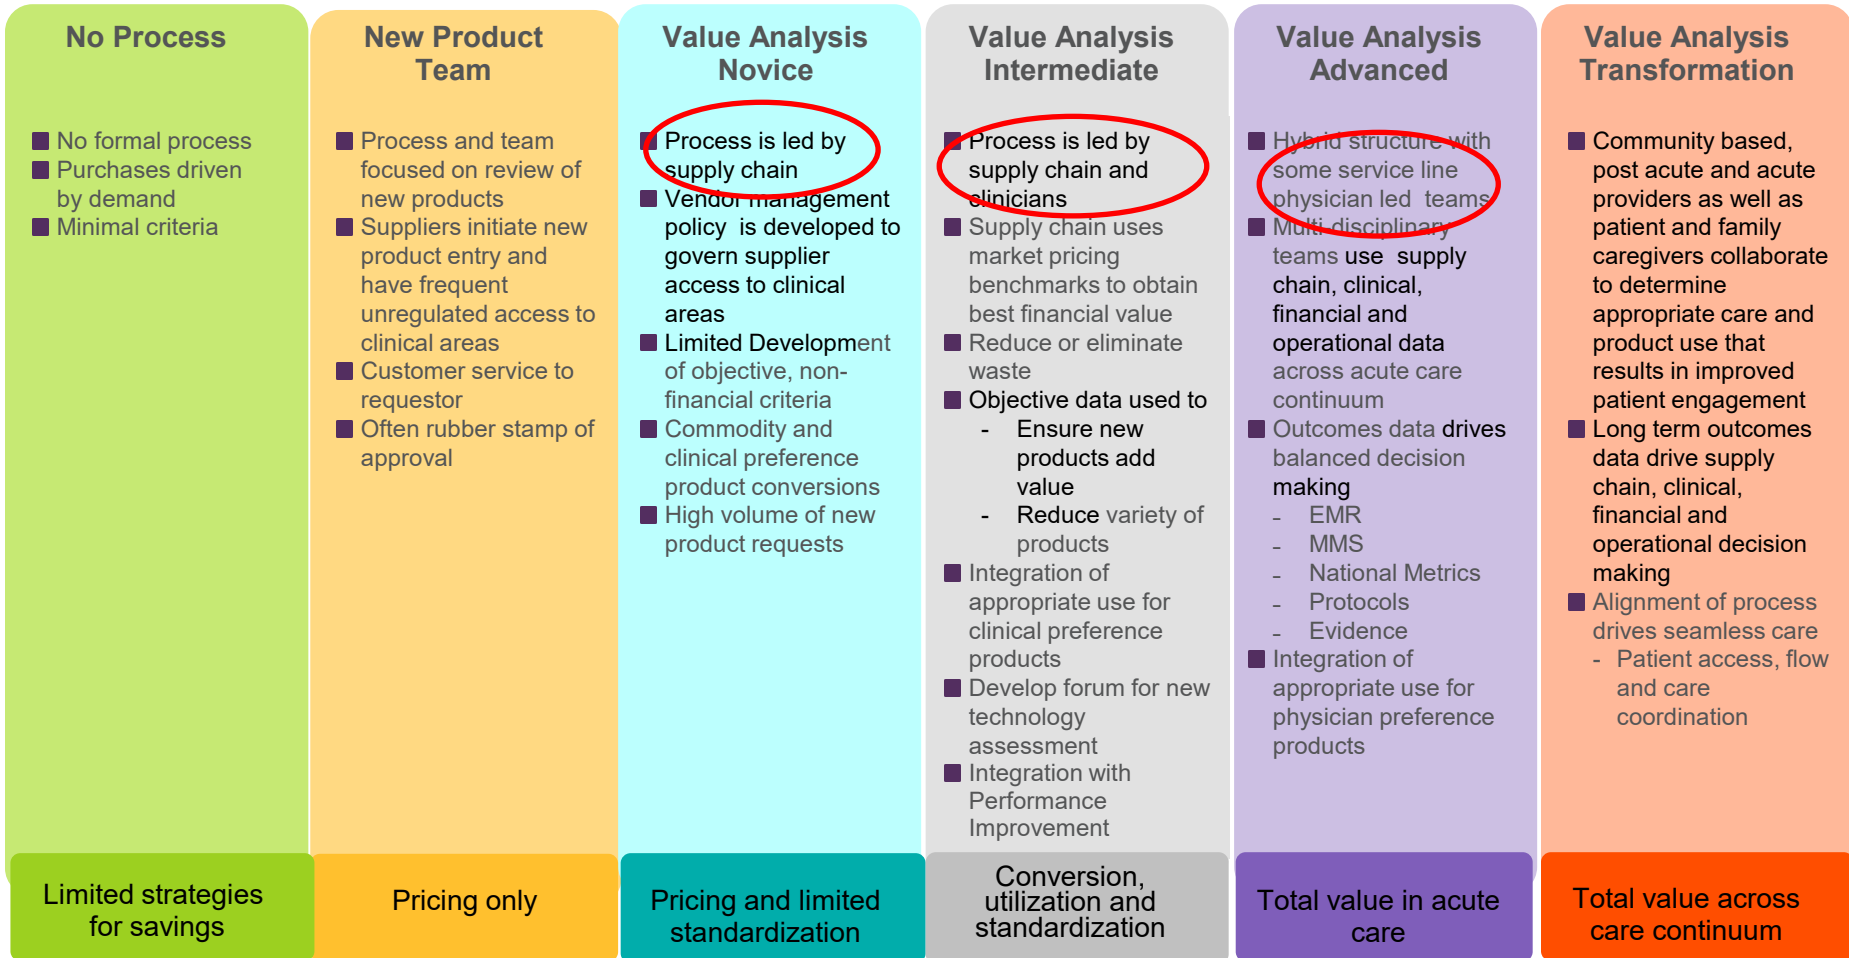 No Process
■ No formal process
■ Purchases driven
by demand
■ Minimal criteria
Limited strategies
for savings
New Product
Team
■ Process and team
focused on review of
new products
■ Suppliers initiate new
product entry and
have frequent
unregulated access to
clinical areas
■ Customer service to
requestor
■ Often rubber stamp of
approval
Pricing only
Value Analysis
Novice
■ Process is led by
supply chain
■ Vendor management
policy is developed to
govern supplier
access to clinical
areas
■ Limited Development
of objective, non-
financial criteria
■ Commodity and
clinical preference
product conversions
■ High volume of new
product requests
Pricing and limited
standardization
Value Analysis
Intermediate
■ Process is led by
supply chain and
clinicians
■ Supply chain uses
market pricing
benchmarks to obtain
best financial value
■ Reduce or eliminate
waste
■ Objective data used to
- Ensure new
products add
value
- Reduce variety of
products
■ Integration of
appropriate use for
clinical preference
products
■ Develop forum for new
technology
assessment
■ Integration with
Performance
Improvement
Conversion,
utilization and
standardization
Value Analysis
Advanced
■ Hybrid structure with
some service line
physician led teams
■ Multi-disciplinary
teams use supply
chain, clinical,
financial and
operational data
across acute care
continuum
■ Outcomes data drives
balanced decision
making
- EMR
- MMS
- National Metrics
- Protocols
- Evidence
■ Integration of
appropriate use for
physician preference
products
Total value in acute
care
Value Analysis
Transformation
■ Community based,
post acute and acute
providers as well as
patient and family
caregivers collaborate
to determine
appropriate care and
product use that
results in improved
patient engagement
■ Long term outcomes
data drive supply
chain, clinical,
financial and
operational decision
making
■ Alignment of process
drives seamless care
- Patient access, flow
and care
coordination
Total value across
care continuum